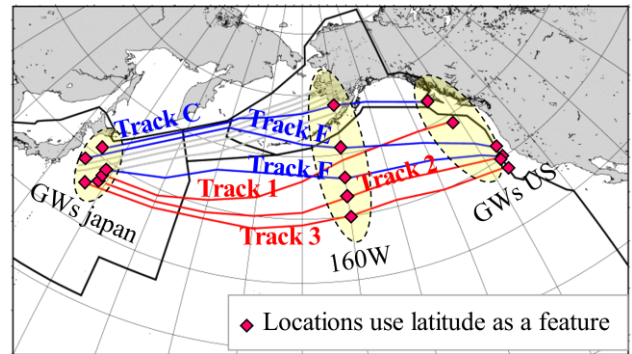 Track C
Track E
Track F
Track 1
Track 2
Track 3
GWs japan
160W
GWs US
Locations use latitude as a feature